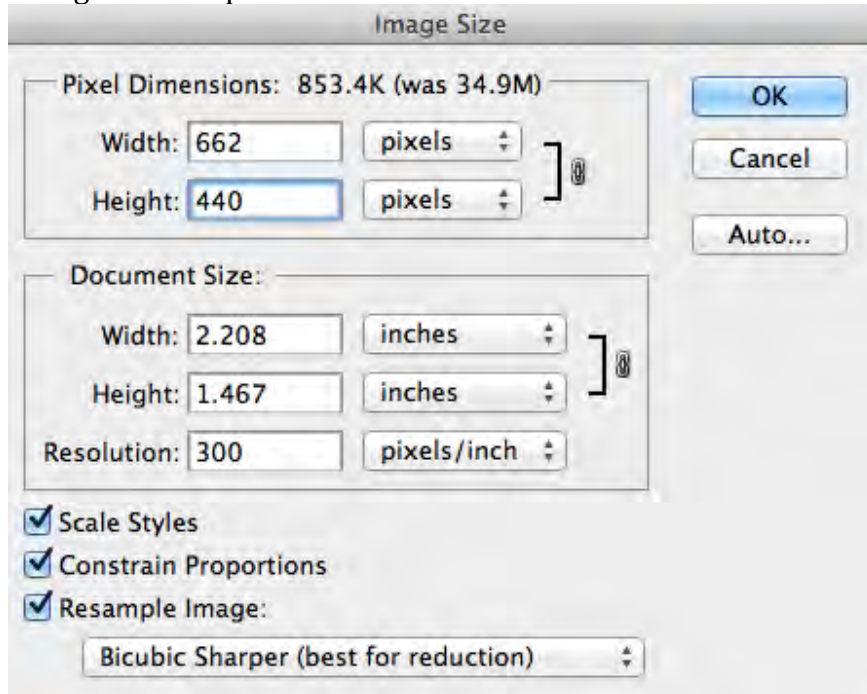 Image Size
Pixel Dimensions: 853.4K (was 34.9M)
OK
Width: 662 pixels
Cancel
Height: 440 pixels
Auto...
Document Size:
Width: 2.208 inches
Height: 1.467 inches
Resolution: 300 pixels/inch
Scale Styles
Constrain Proportions
Resample Image:
Bicubic Sharper (best for reduction)